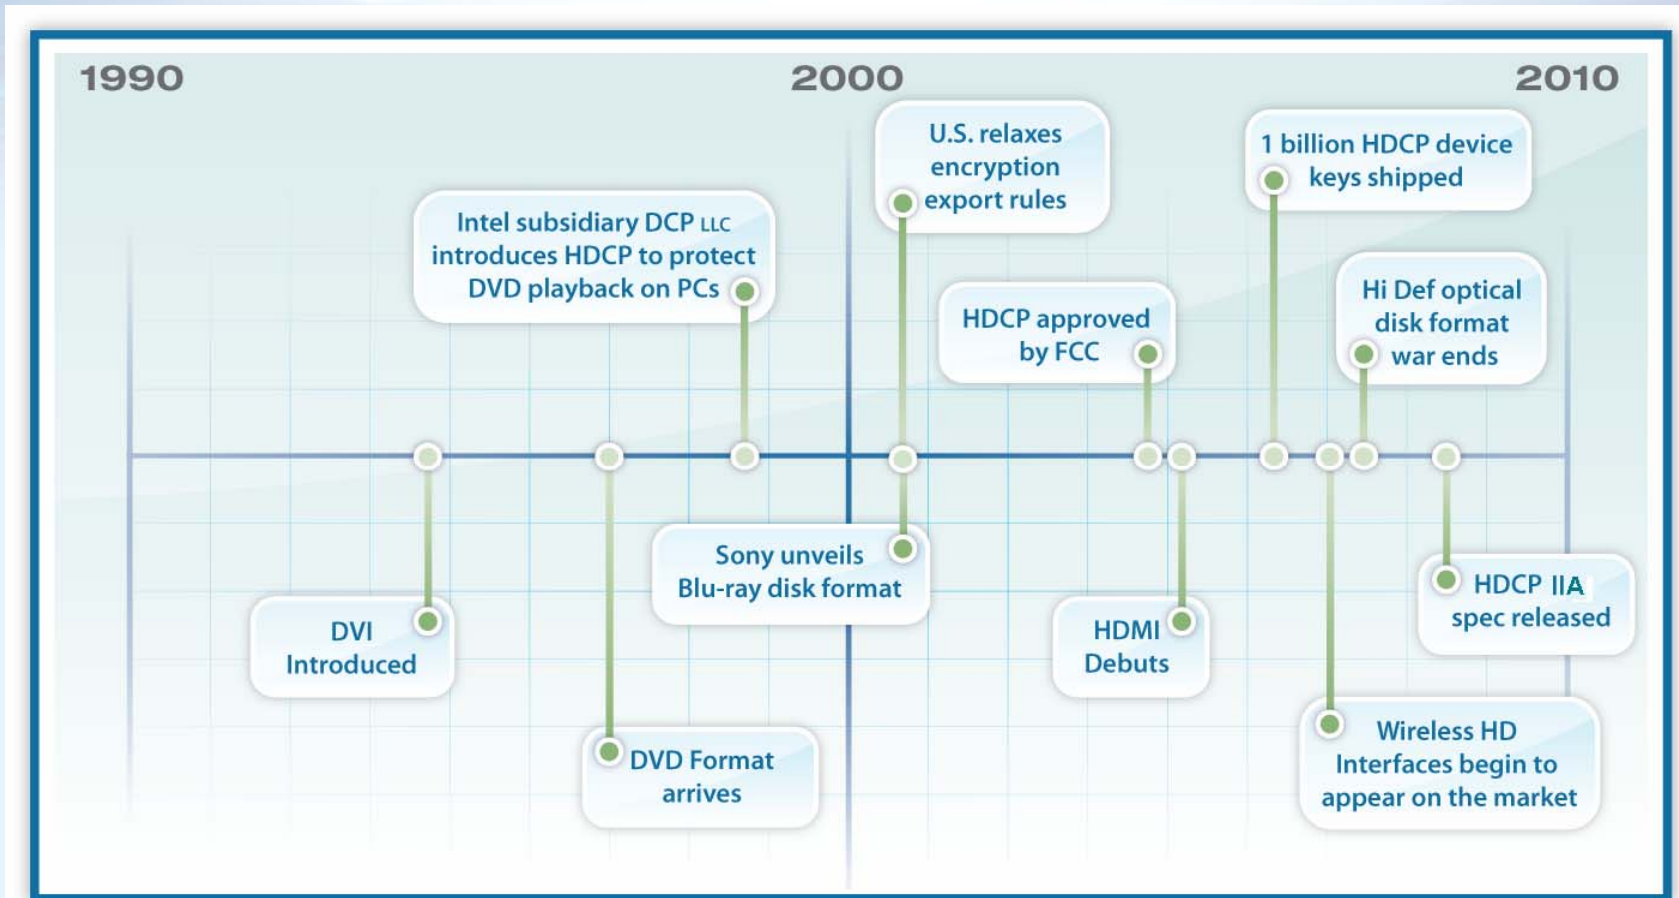 1990
2000
2010
U.S. relaxes
encryption
export rules
1 billion HDCP device
keys shipped
Intel subsidiary DCP LLC
introduces HDCP to protect
DVD playback on PCs
HDCP approved
by FCC
Hi Def optical
disk format
war ends
Sony unveils
Blu-ray disk format
DVI
Introduced
HDMI
Debuts
HDCP IIA
spec released
DVD Format
arrives
Wireless HD
Interfaces begin to
appear on the market